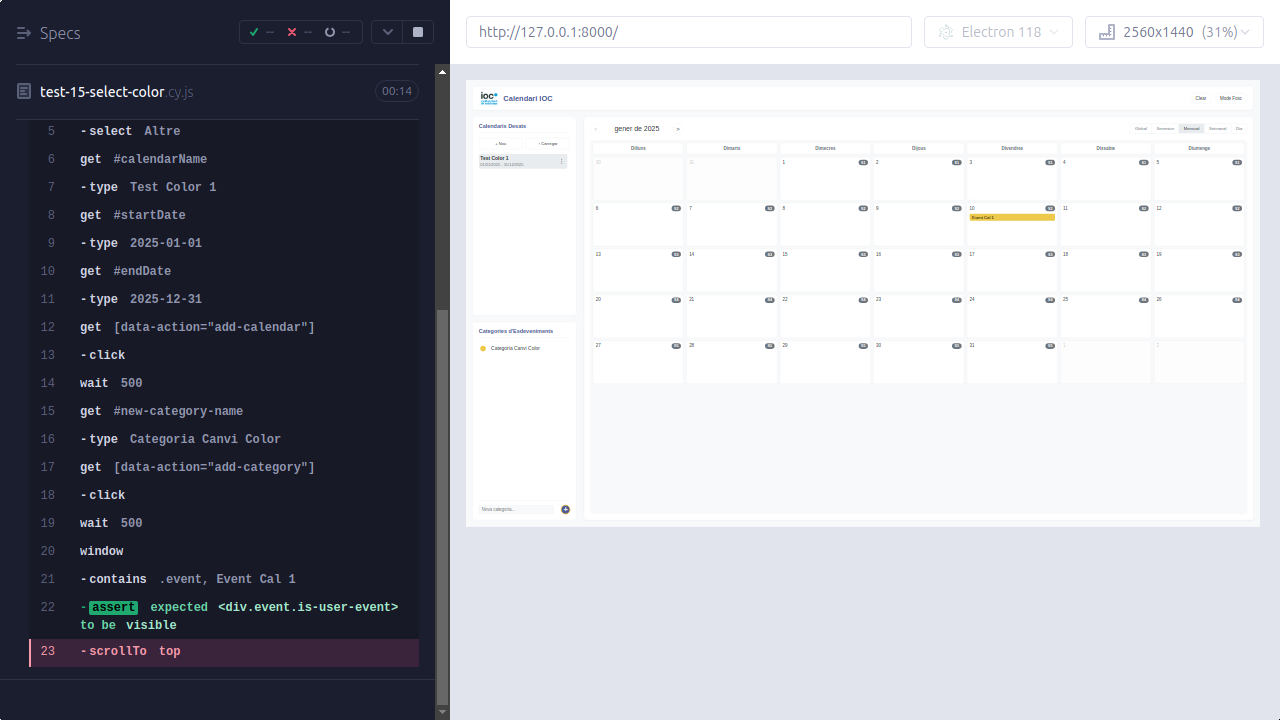 Specs
-- -- --
test-15-select-color.cy.js 00:14
5 -select Altre
6 get #calendarName
7 -type Test Color 1
8 get #startDate
9 -type 2025-01-01
10 get #endDate
11 -type 2025-12-31
12 get [data-action="add-calendar"]
13 -click
14 wait 500
15 get #new-category-name
16 -type Categoria Canvi Color
17 get [data-action="add-category"]
18 -click
19 wait 500
20 window
21 -contains .event, Event Cal 1
22 -assert expected <div.event.is-user-event>
to be visible
23 -scrollTo top
http://127.0.0.1:8000/
Electron 118
2560x1440 (31%)
ioc
Calendari IOC
Clear
Mode Fosc
Calendaris Desats
+ Nou
Carregar
Test Color 1
Categories d'Esdeveniments
Categoria Canvi Color
Nova categoria...
+
< gener de 2025 >
Global Semestre Mensual Setmanal Dia
Dilluns Dimarts Dimecres Dijous Divendres Dissabte Diumenge
30 31 1 2 3 4 5
6 7 8 9 10 11 12
Event Cal 1
13 14 15 16 17 18 19
20 21 22 23 24 25 26
27 28 29 30 31 1 2